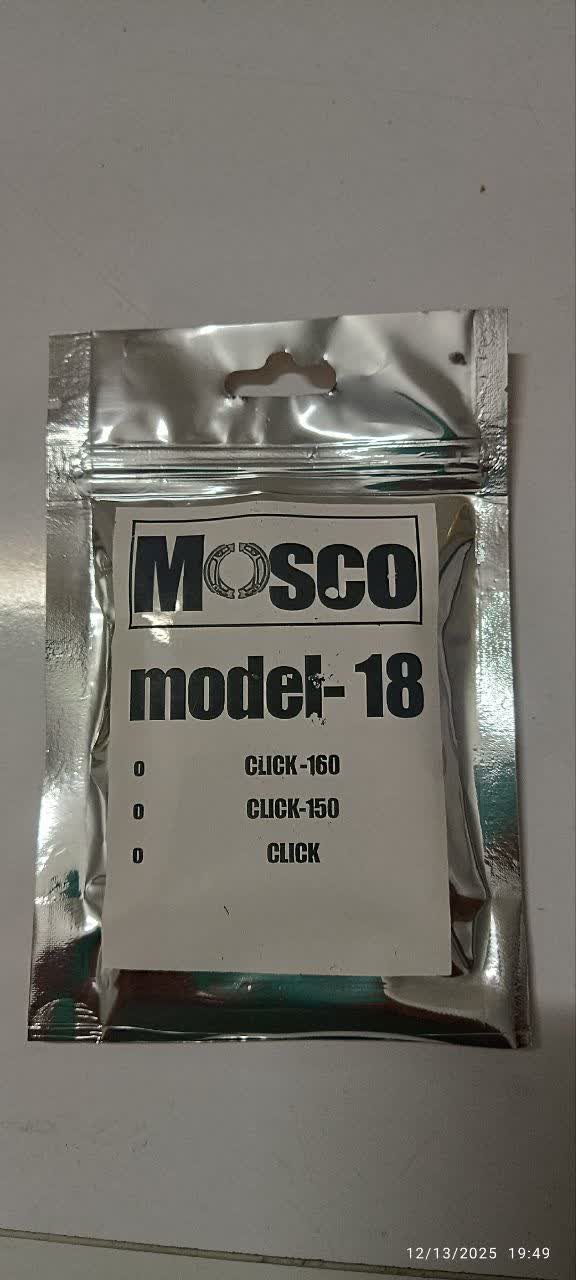 MOSCO
model-18
O CLICK-160
O CLICK-150
O CLICK
12/13/2025 19:49